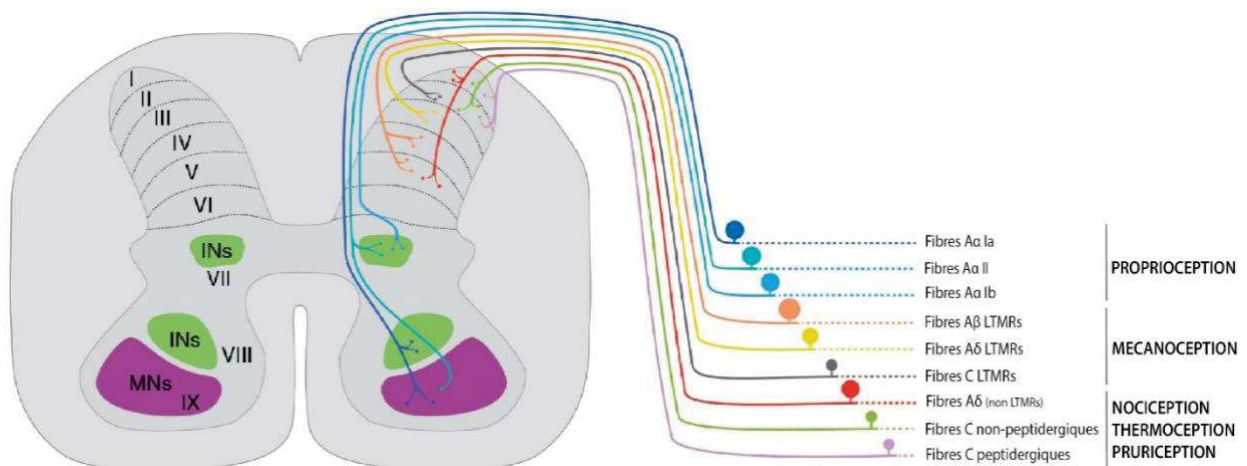 I
II
III
IV
V
VI
INs
VII
INs
VIII
MNs
IX
Fibres Aα Ia
Fibres Aα II
Fibres Aα Ib
PROPRIOCEPTION
Fibres Aβ LTMRs
Fibres Aδ LTMRs
Fibres C LTMRs
MECANOCEPTION
Fibres Aδ (non LTMRs)
Fibres C non-peptidergiques
Fibres C peptidergiques
NOCICEPTION
THERMOCEPTION
PRURICEPTION